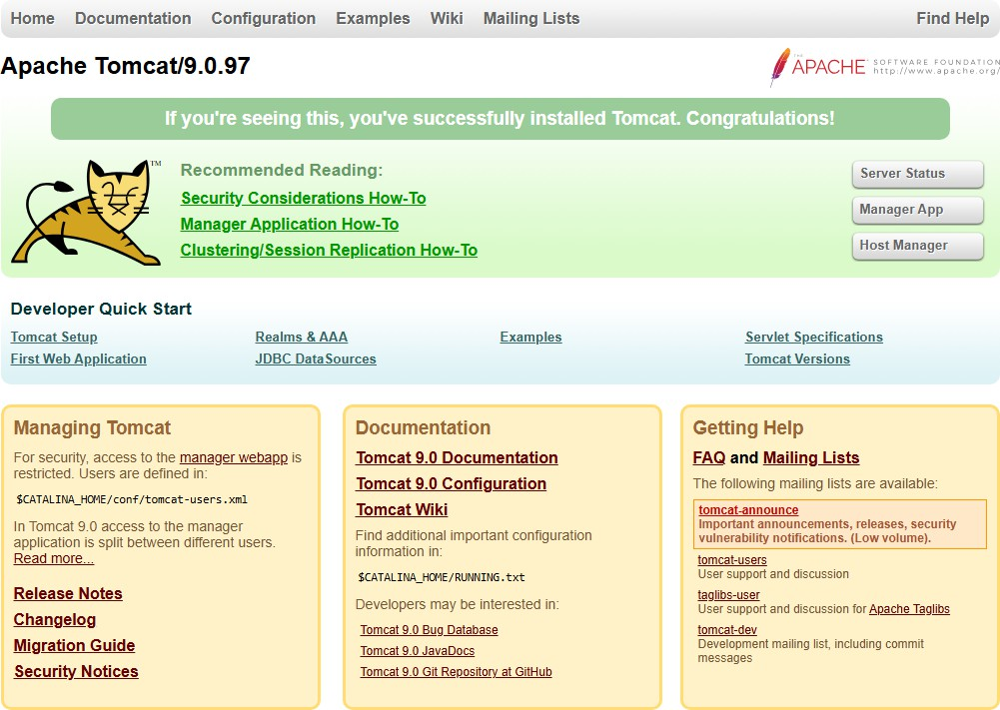 Home Documentation Configuration Examples Wiki Mailing Lists Find Help
Apache Tomcat/9.0.97
THE APACHE™ SOFTWARE FOUNDATION
http://www.apache.org/
If you're seeing this, you've successfully installed Tomcat. Congratulations!
TM
Recommended Reading:
Security Considerations How-To
Manager Application How-To
Clustering/Session Replication How-To
Server Status
Manager App
Host Manager
Developer Quick Start
Tomcat Setup
First Web Application
Realms & AAA
JDBC DataSources
Examples
Servlet Specifications
Tomcat Versions
Managing Tomcat
For security, access to the manager webapp is
restricted. Users are defined in:
$CATALINA_HOME/conf/tomcat-users.xml
In Tomcat 9.0 access to the manager
application is split between different users.
Read more...
Release Notes
Changelog
Migration Guide
Security Notices
Documentation
Tomcat 9.0 Documentation
Tomcat 9.0 Configuration
Tomcat Wiki
Find additional important configuration
information in:
$CATALINA_HOME/RUNNING.txt
Developers may be interested in:
Tomcat 9.0 Bug Database
Tomcat 9.0 JavaDocs
Tomcat 9.0 Git Repository at GitHub
Getting Help
FAQ and Mailing Lists
The following mailing lists are available:
tomcat-announce
Important announcements, releases, security
vulnerability notifications. (Low volume).
tomcat-users
User support and discussion
taglibs-user
User support and discussion for Apache Taglibs
tomcat-dev
Development mailing list, including commit
messages